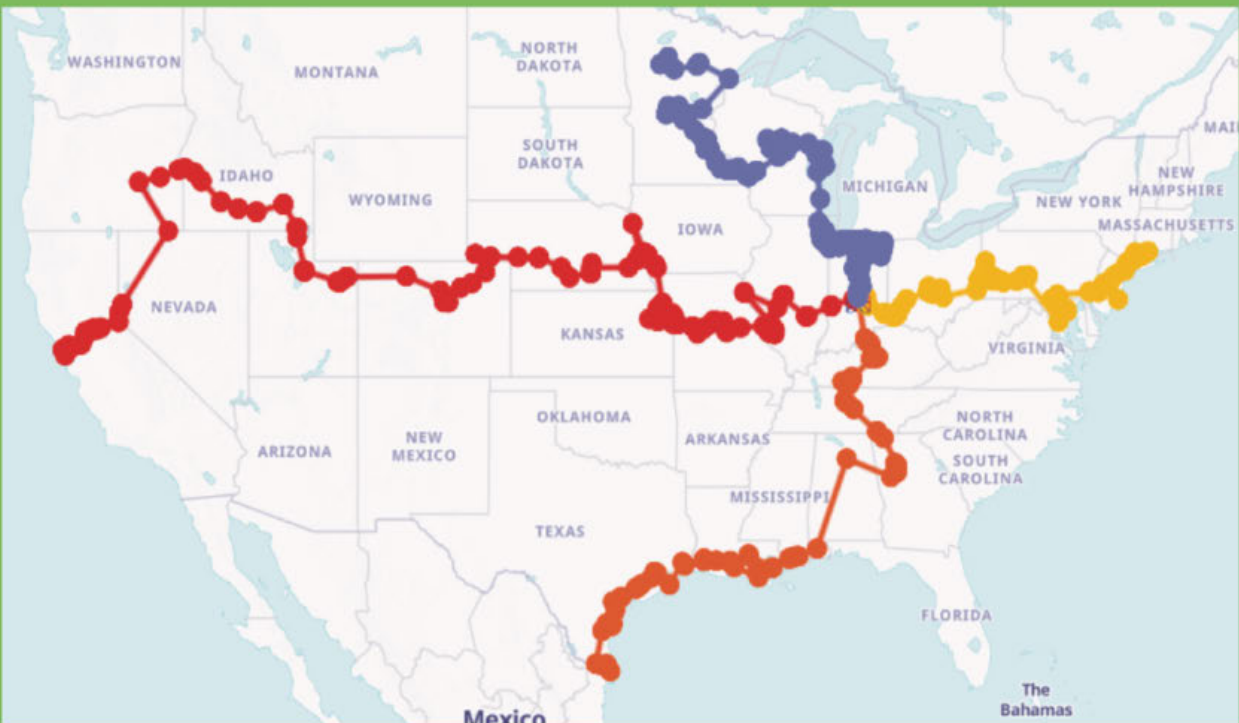 WASHINGTON
MONTANA
NORTH
DAKOTA
SOUTH
DAKOTA
IDAHO
WYOMING
MICHIGAN
MAI
NEW
HAMPSHIRE
NEW YORK
MASSACHUSETTS
IOWA
NEVADA
KANSAS
VIRGINIA
OKLAHOMA
ARKANSAS
NORTH
CAROLINA
ARIZONA
NEW
MEXICO
SOUTH
CAROLINA
MISSISSIPPI
TEXAS
FLORIDA
The
Bahamas
Mexico